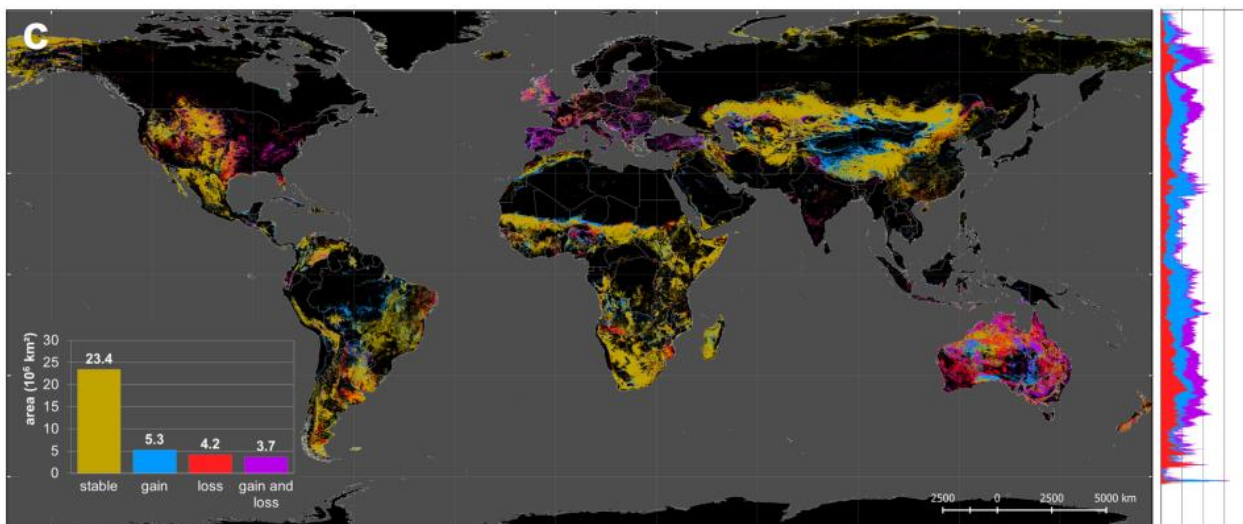 C
area (10⁶ km²)
30
25
20
15
10
5
0
23.4
5.3
4.2
3.7
stable
gain
loss
gain and
loss
2500 0 2500 5000 km